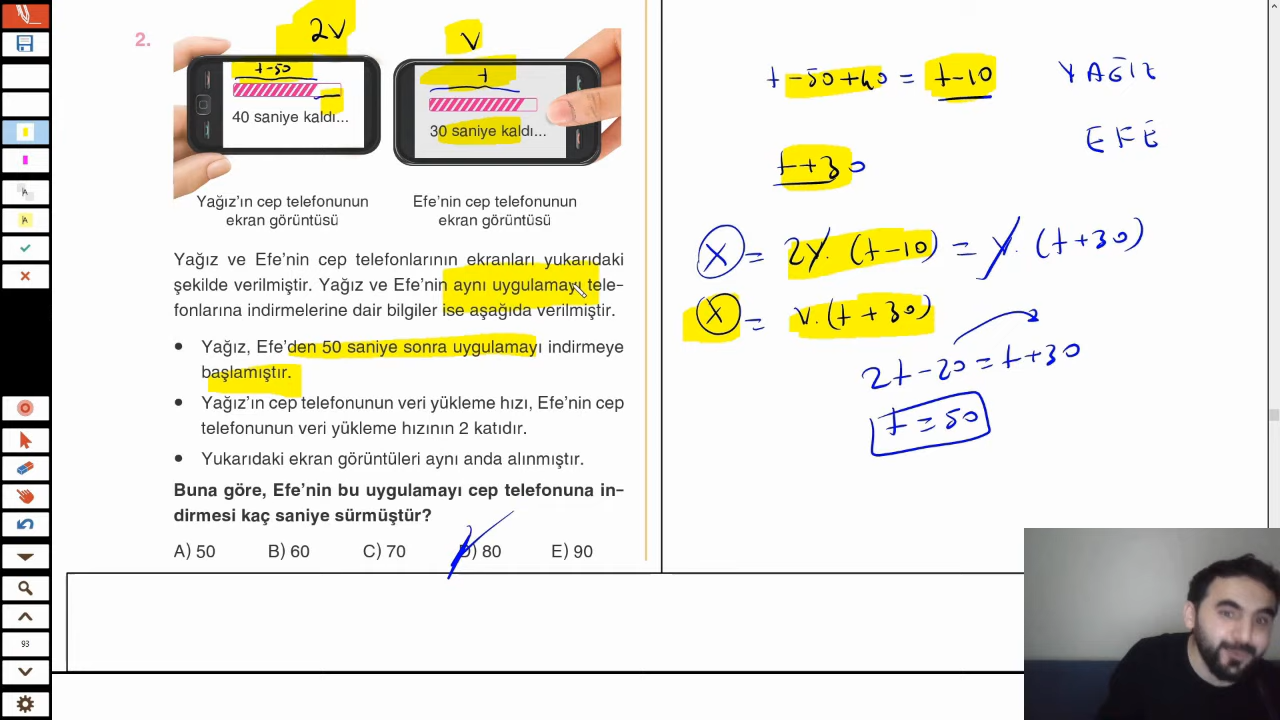 2.
2V
V
t-50
t
40 saniye kaldı...
30 saniye kaldı...
Yağız'ın cep telefonunun
ekran görüntüsü
Efe'nin cep telefonunun
ekran görüntüsü
Yağız ve Efe'nin cep telefonlarının ekranları yukarıdaki
şekilde verilmiştir. Yağız ve Efe'nin aynı uygulamayı tele-
fonlarına indirmelerine dair bilgiler ise aşağıda verilmiştir.
• Yağız, Efe'den 50 saniye sonra uygulamayı indirmeye
başlamıştır.
• Yağız'ın cep telefonunun veri yükleme hızı, Efe'nin cep
telefonunun veri yükleme hızının 2 katıdır.
• Yukarıdaki ekran görüntüleri aynı anda alınmıştır.
Buna göre, Efe'nin bu uygulamayı cep telefonuna in-
dirmesi kaç saniye sürmüştür?
A) 50 B) 60 C) 70 D) 80 E) 90
t-50+40 = t-10 YAĞIZ
EFE
t+30
X = 2V.(t-10) = V.(t+30)
X = V.(t+30)
2t-20=t+30
t=50
A
A
93